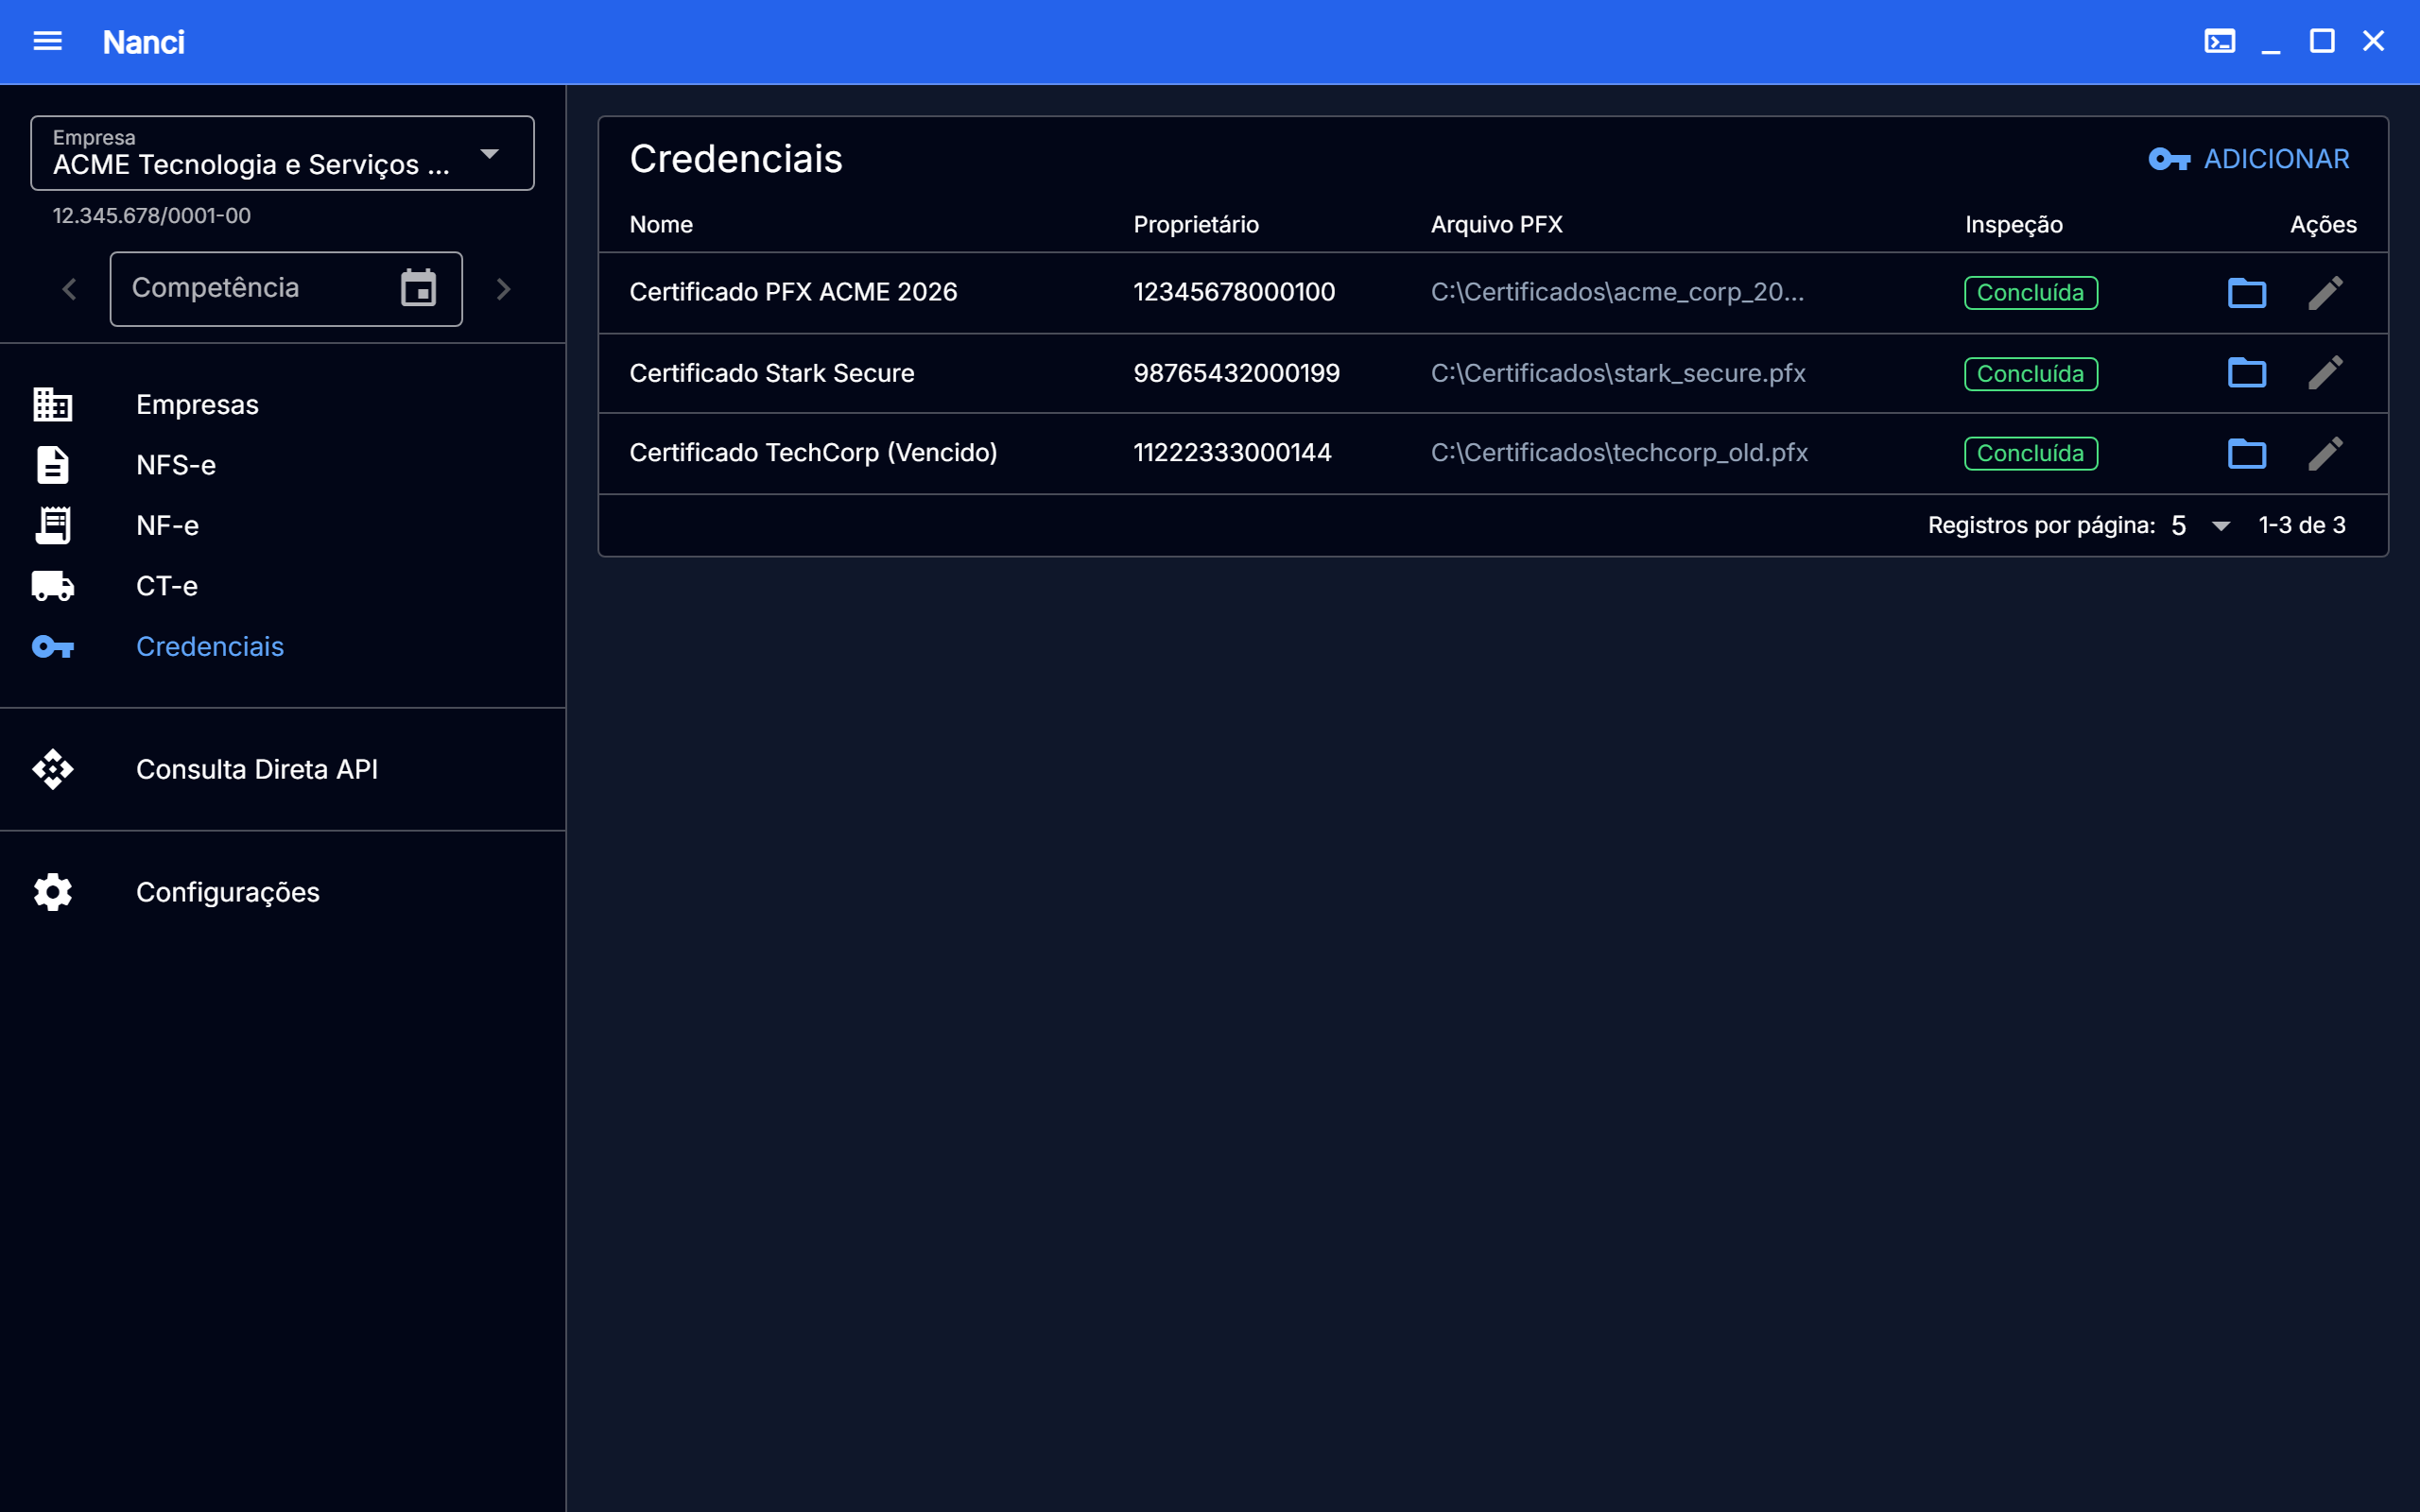 Nanci
Empresa
ACME Tecnologia e Serviços ...
12.345.678/0001-00
Competência
Empresas
NFS-e
NF-e
CT-e
Credenciais
Consulta Direta API
Configurações
Credenciais
ADICIONAR
Nome Proprietário Arquivo PFX Inspeção Ações
Certificado PFX ACME 2026 12345678000100 C:\Certificados\acme_corp_20... Concluída
Certificado Stark Secure 98765432000199 C:\Certificados\stark_secure.pfx Concluída
Certificado TechCorp (Vencido) 11222333000144 C:\Certificados\techcorp_old.pfx Concluída
Registros por página: 5 1-3 de 3